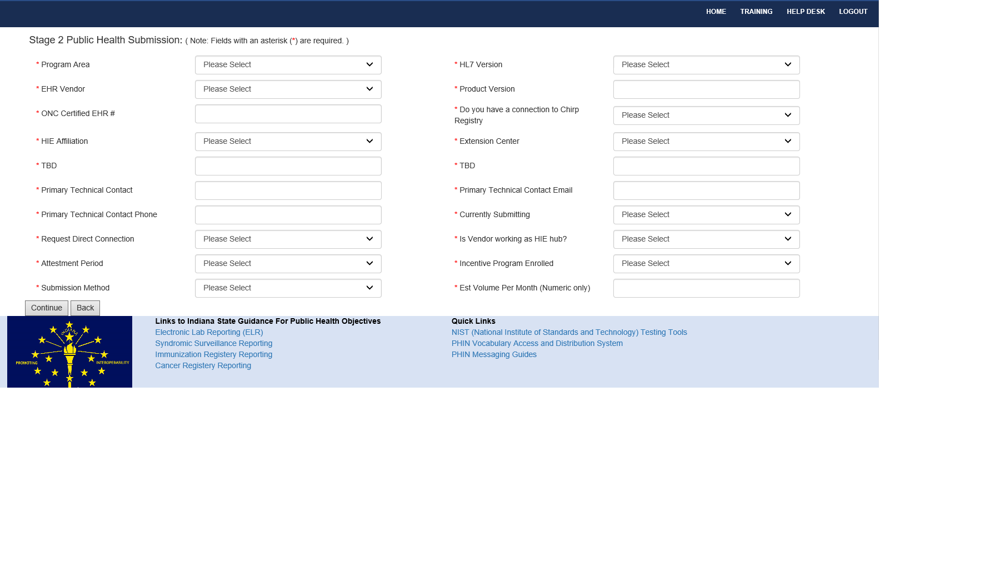 HOME TRAINING HELP DESK LOGOUT
Stage 2 Public Health Submission: ( Note: Fields with an asterisk (*) are required. )
* Program Area Please Select * HL7 Version Please Select
* EHR Vendor Please Select * Product Version
* ONC Certified EHR # * Do you have a connection to Chirp Registry Please Select
* HIE Affiliation Please Select * Extension Center Please Select
* TBD * TBD
* Primary Technical Contact * Primary Technical Contact Email
* Primary Technical Contact Phone * Currently Submitting Please Select
* Request Direct Connection Please Select * Is Vendor working as HIE hub? Please Select
* Attestment Period Please Select * Incentive Program Enrolled Please Select
* Submission Method Please Select * Est Volume Per Month (Numeric only)
Continue Back
INDIANA
PROMOTING INTEROPERABILITY
Links to Indiana State Guidance For Public Health Objectives
Electronic Lab Reporting (ELR)
Syndromic Surveillance Reporting
Immunization Registery Reporting
Cancer Registery Reporting
Quick Links
NIST (National Institute of Standards and Technology) Testing Tools
PHIN Vocabulary Access and Distribution System
PHIN Messaging Guides